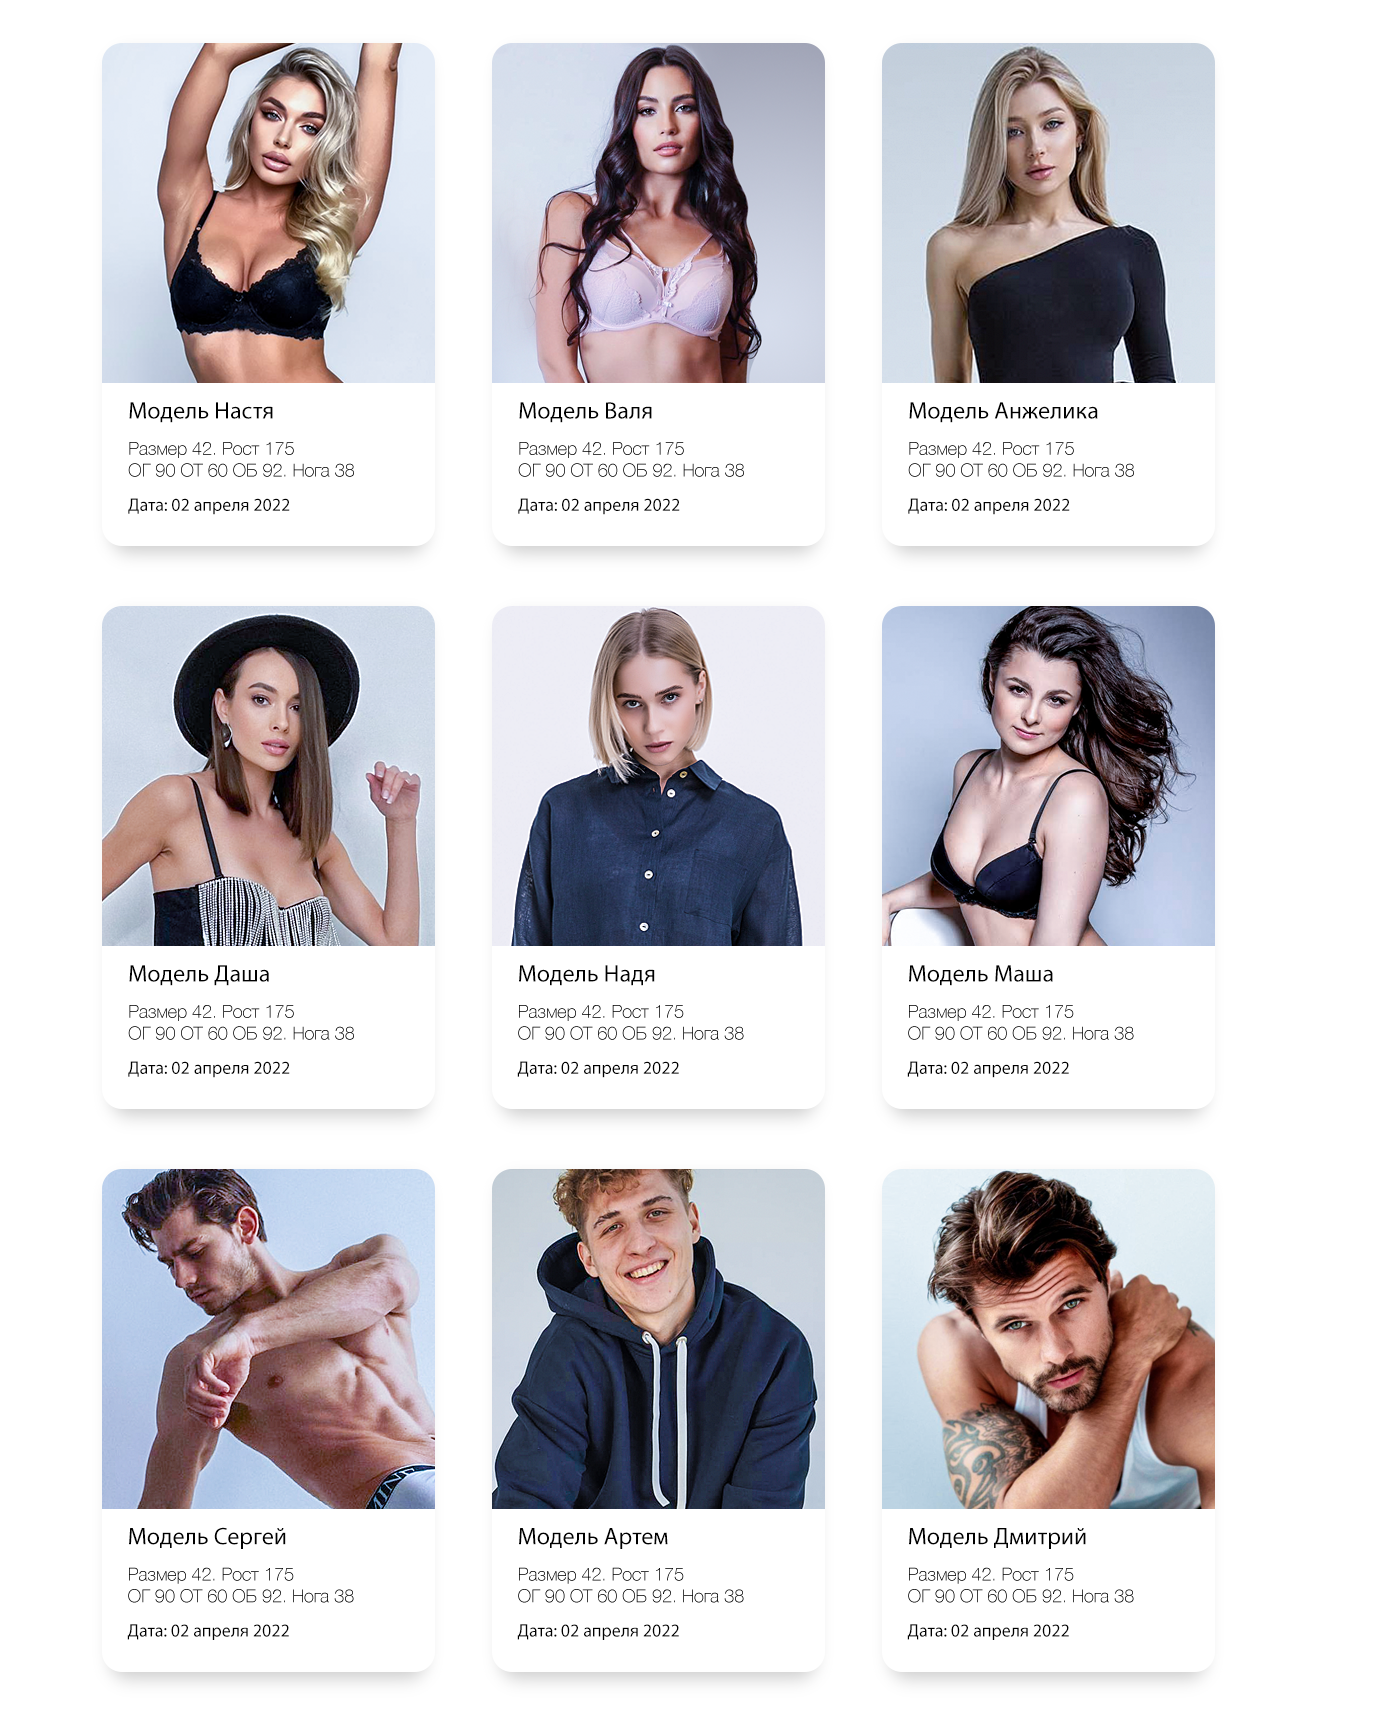 Модель Настя
Размер 42. Рост 175
ОГ 90 ОТ 60 ОБ 92. Нога 38
Дата: 02 апреля 2022
Модель Валя
Размер 42. Рост 175
ОГ 90 ОТ 60 ОБ 92. Нога 38
Дата: 02 апреля 2022
Модель Анжелика
Размер 42. Рост 175
ОГ 90 ОТ 60 ОБ 92. Нога 38
Дата: 02 апреля 2022
Модель Даша
Размер 42. Рост 175
ОГ 90 ОТ 60 ОБ 92. Нога 38
Дата: 02 апреля 2022
Модель Надя
Размер 42. Рост 175
ОГ 90 ОТ 60 ОБ 92. Нога 38
Дата: 02 апреля 2022
Модель Маша
Размер 42. Рост 175
ОГ 90 ОТ 60 ОБ 92. Нога 38
Дата: 02 апреля 2022
Модель Сергей
Размер 42. Рост 175
ОГ 90 ОТ 60 ОБ 92. Нога 38
Дата: 02 апреля 2022
Модель Артем
Размер 42. Рост 175
ОГ 90 ОТ 60 ОБ 92. Нога 38
Дата: 02 апреля 2022
Модель Дмитрий
Размер 42. Рост 175
ОГ 90 ОТ 60 ОБ 92. Нога 38
Дата: 02 апреля 2022